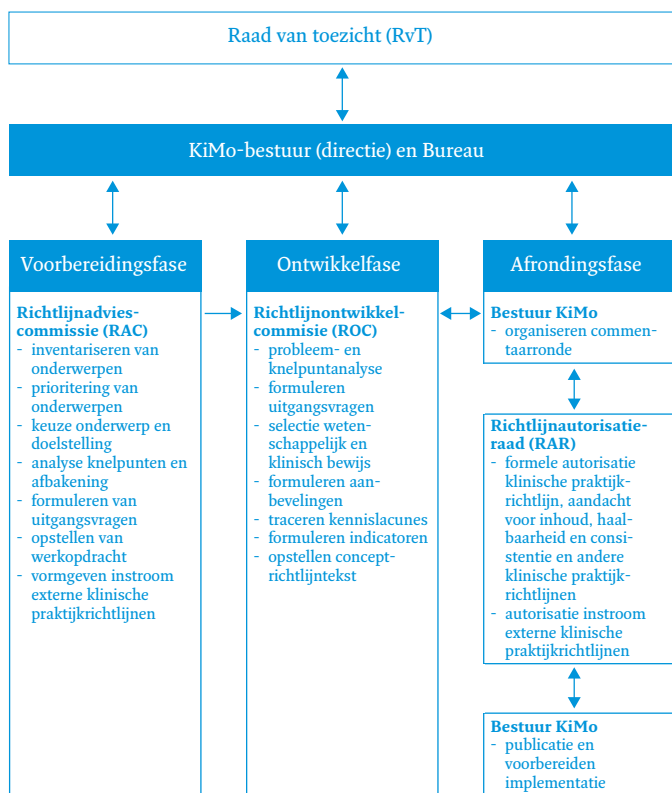 Raad van toezicht (RvT)
KiMo-bestuur (directie) en Bureau
Voorbereidingsfase
Richtlijnadvies-
commissie (RAC)
- inventariseren van
onderwerpen
- prioritering van
onderwerpen
- keuze onderwerp en
doelstelling
- analyse knelpunten en
afbakening
- formuleren van
uitgangsvragen
- opstellen van
werkopdracht
- vormgeven instroom
externe klinische
praktijkrichtlijnen
Ontwikkelfase
Richtlijnontwikkel-
commisie (ROC)
- probleem- en
knelpuntanalyse
- formuleren
uitgangsvragen
- selectie weten-
schappelijk en
klinisch bewijs
- formuleren aan-
bevelingen
- traceren kennislacunes
- formuleren indicatoren
- opstellen concept-
richtlijntekst
Afrondingsfase
Bestuur KiMo
- organiseren commen-
taarronde
Richtlijnautorisatie-
raad (RAR)
- formele autorisatie
klinische praktijk-
richtlijn, aandacht
voor inhoud, haal-
baarheid en consi-
stentie en andere
klinische praktijk-
richtlijnen
- autorisatie instroom
externe klinische
praktijkrichtlijnen
Bestuur KiMo
- publicatie en
voorbereiden
implementatie